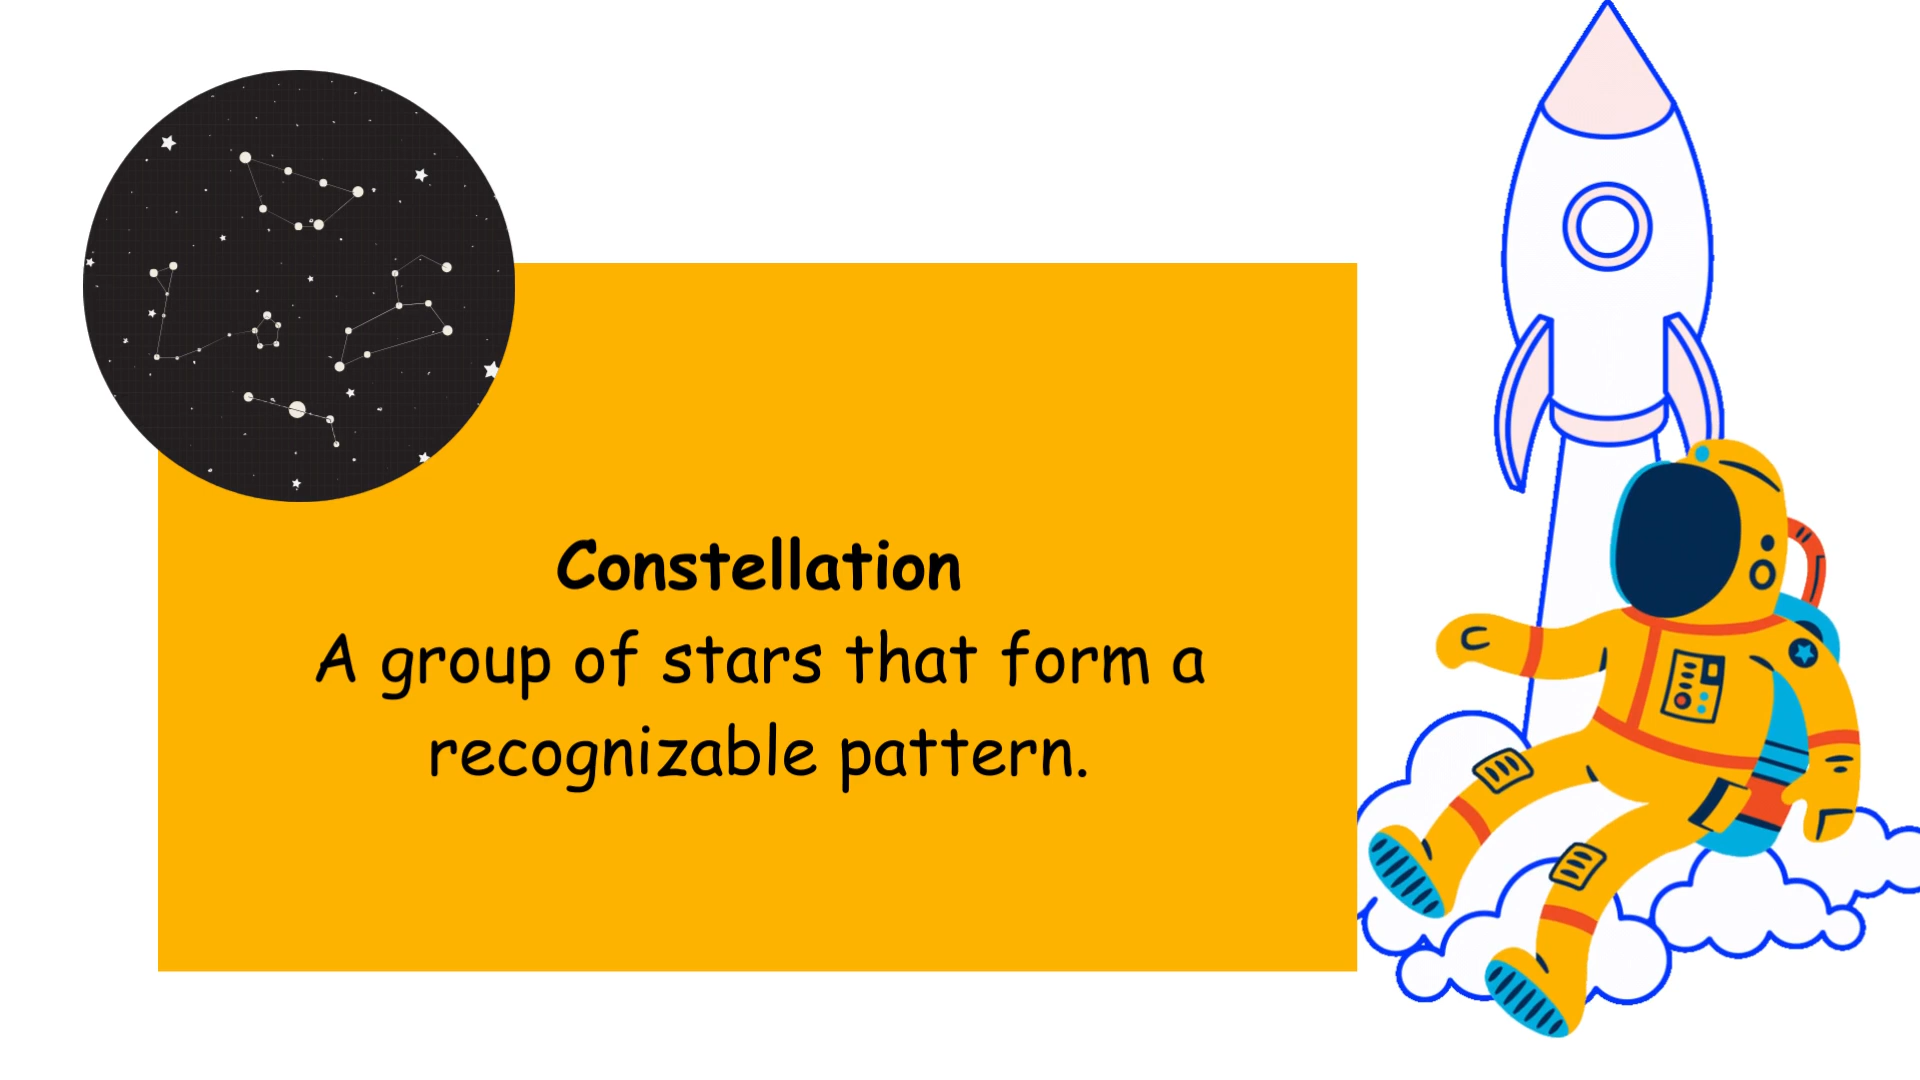 Constellation
A group of stars that form a
recognizable pattern.